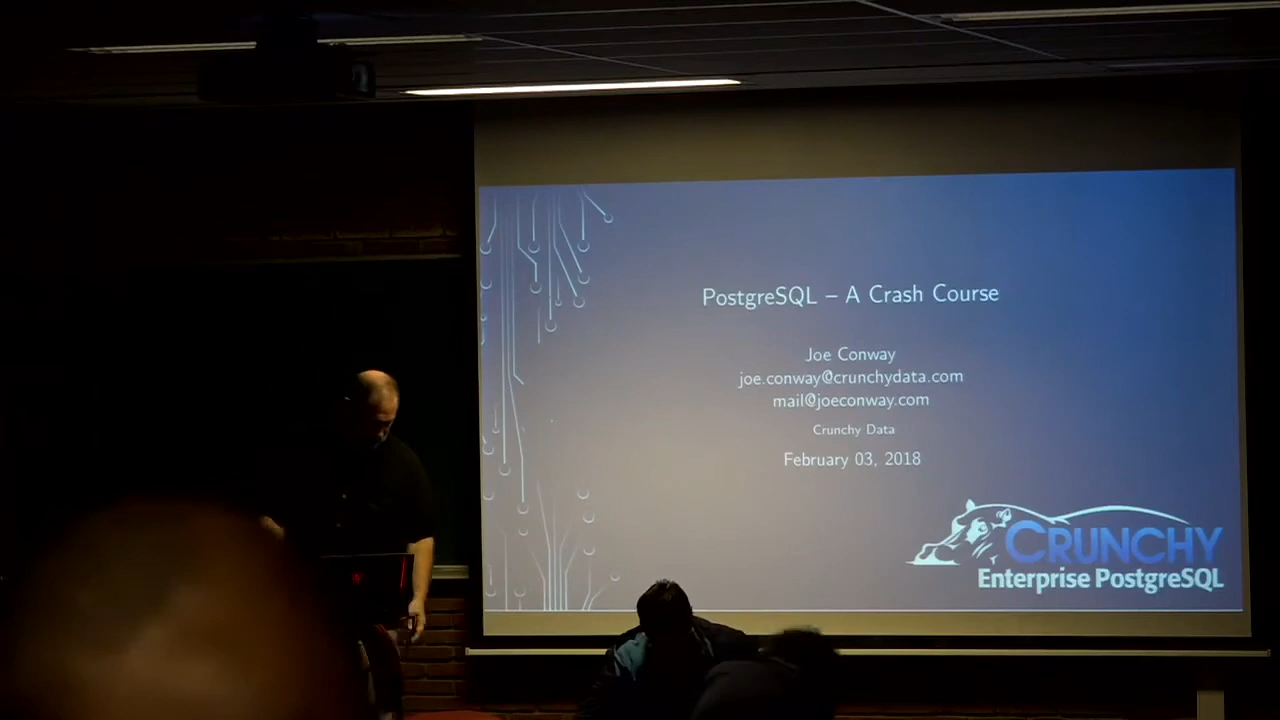 PostgreSQL – A Crash Course
Joe Conway
joe.conway@crunchydata.com
mail@joeconway.com
Crunchy Data
February 03, 2018
CRUNCHY
Enterprise PostgreSQL